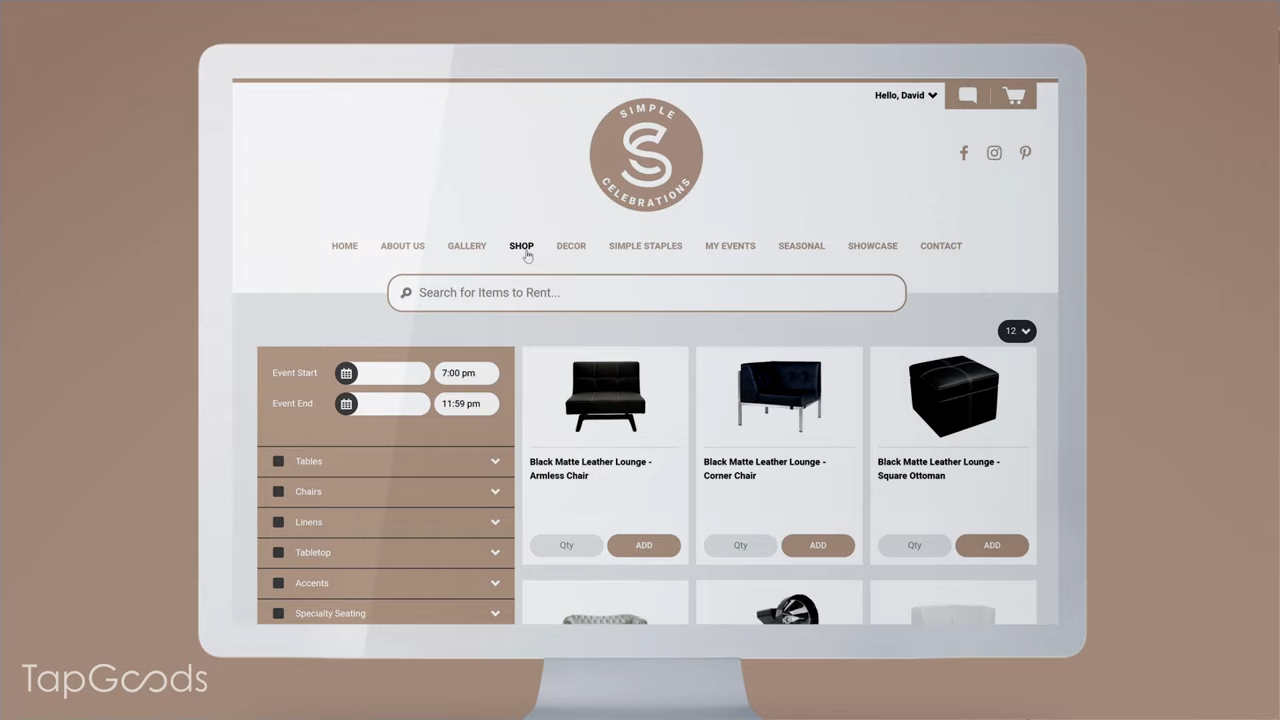 Hello, David
SIMPLE
S
CELEBRATIONS
HOME ABOUT US GALLERY SHOP DECOR SIMPLE STAPLES MY EVENTS SEASONAL SHOWCASE CONTACT
Search for Items to Rent...
12
Event Start 7:00 pm
Event End 11:59 pm
Tables
Chairs
Linens
Tabletop
Accents
Specialty Seating
Black Matte Leather Lounge -
Armless Chair
Qty ADD
Black Matte Leather Lounge -
Corner Chair
Qty ADD
Black Matte Leather Lounge -
Square Ottoman
Qty ADD
TapGoods